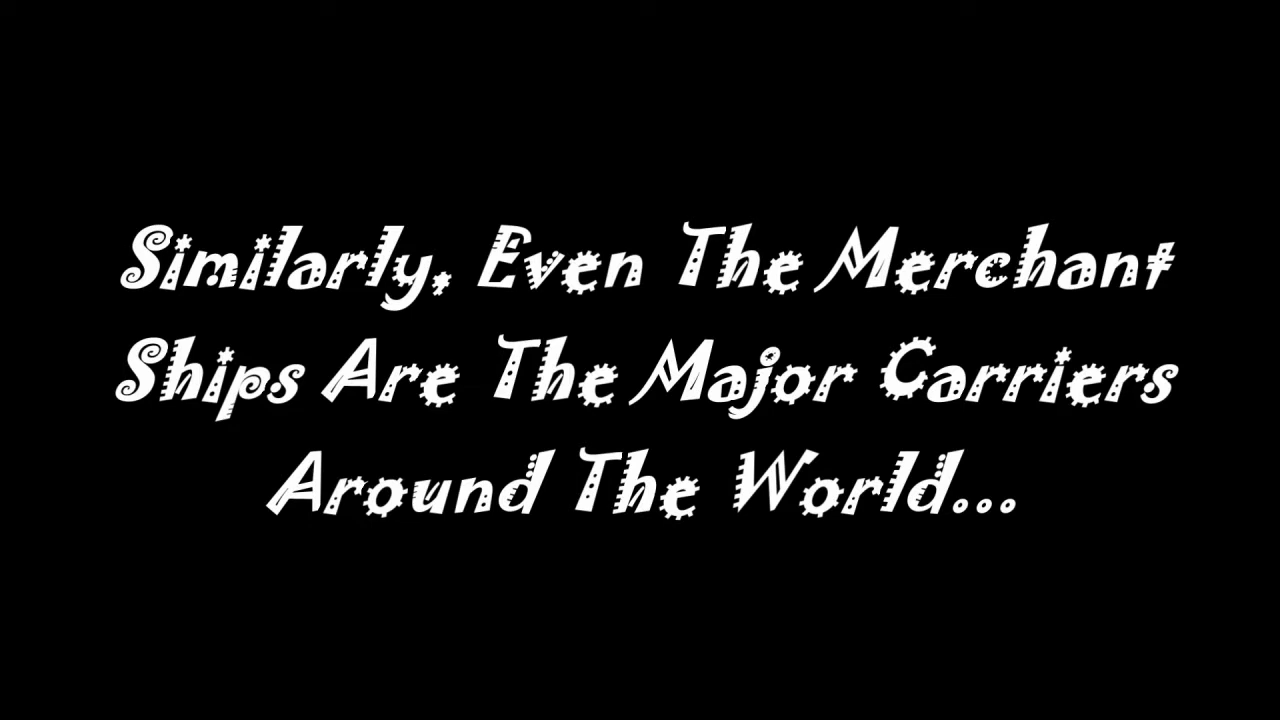 Similarly, Even The Merchant
Ships Are The Major Carriers
Around The World...